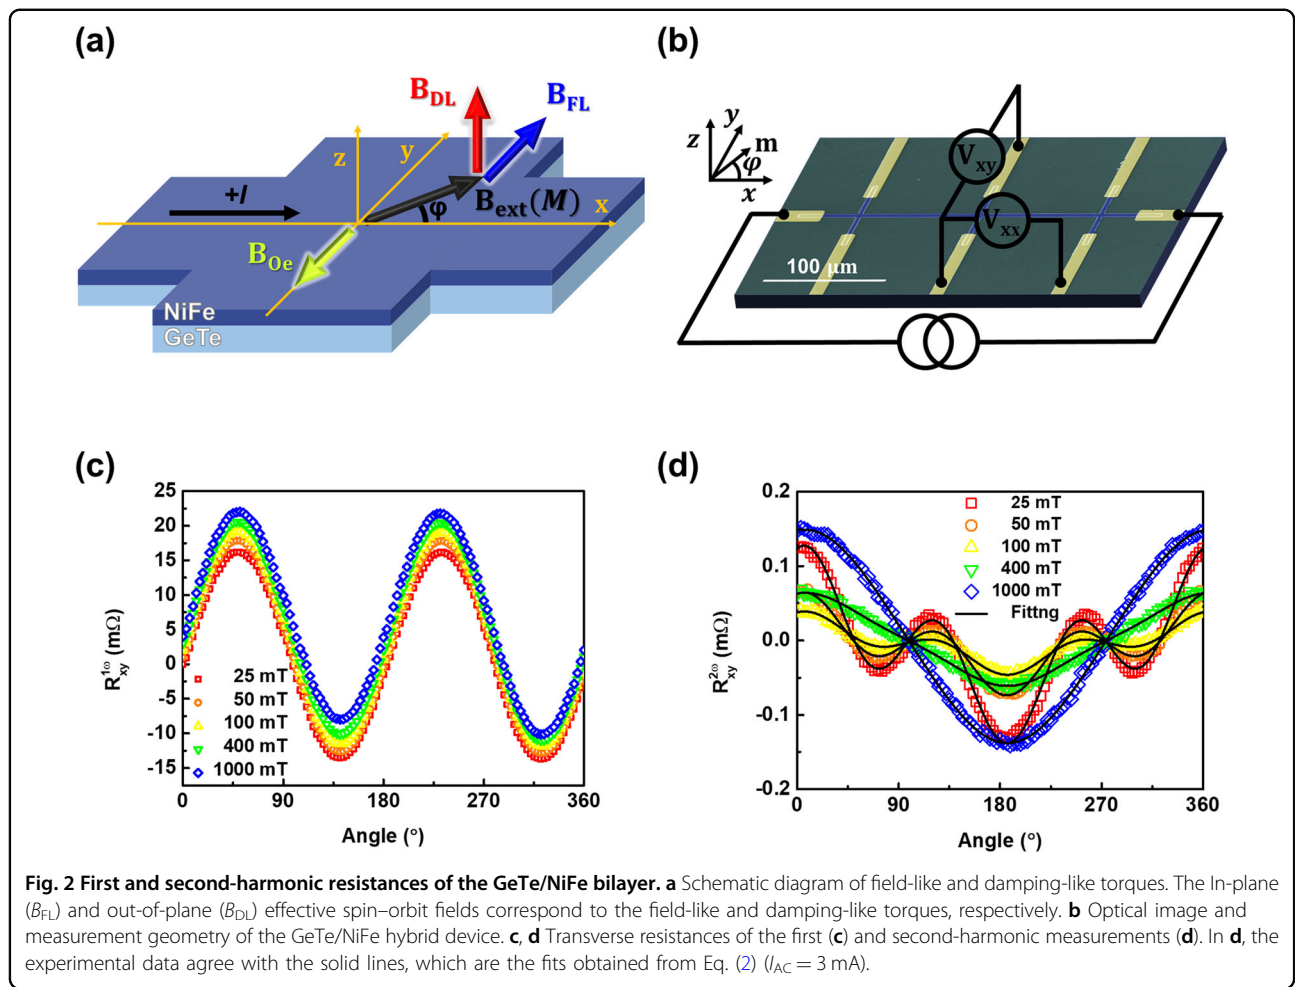 (a)
B_DL
B_FL
z
y
+I
B_ext(M)
φ
x
B_Oe
NiFe
GeTe
(b)
z
y
m
φ
x
V_xy
V_xx
100 μm
(c)
R_xy^1ω (mΩ)
25
20
15
10
5
0
-5
-10
-15
25 mT
50 mT
100 mT
400 mT
1000 mT
0
90
180
270
360
Angle (°)
(d)
R_xy^2ω (mΩ)
0.2
0.1
0.0
-0.1
-0.2
25 mT
50 mT
100 mT
400 mT
1000 mT
Fittng
0
90
180
270
360
Angle (°)
Fig. 2 First and second-harmonic resistances of the GeTe/NiFe bilayer. a Schematic diagram of field-like and damping-like torques. The In-plane
(B_FL) and out-of-plane (B_DL) effective spin–orbit fields correspond to the field-like and damping-like torques, respectively. b Optical image and
measurement geometry of the GeTe/NiFe hybrid device. c, d Transverse resistances of the first (c) and second-harmonic measurements (d). In d, the
experimental data agree with the solid lines, which are the fits obtained from Eq. (2) (I_AC = 3 mA).